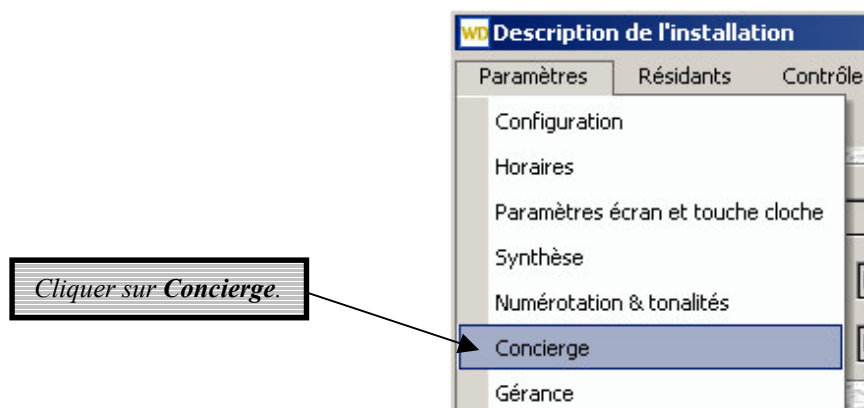 WD Description de l'installation
Paramètres Résidants Contrôle
Configuration
Horaires
Paramètres écran et touche cloche
Synthèse
Cliquer sur Concierge.
Numérotation & tonalités
Concierge
Gérance